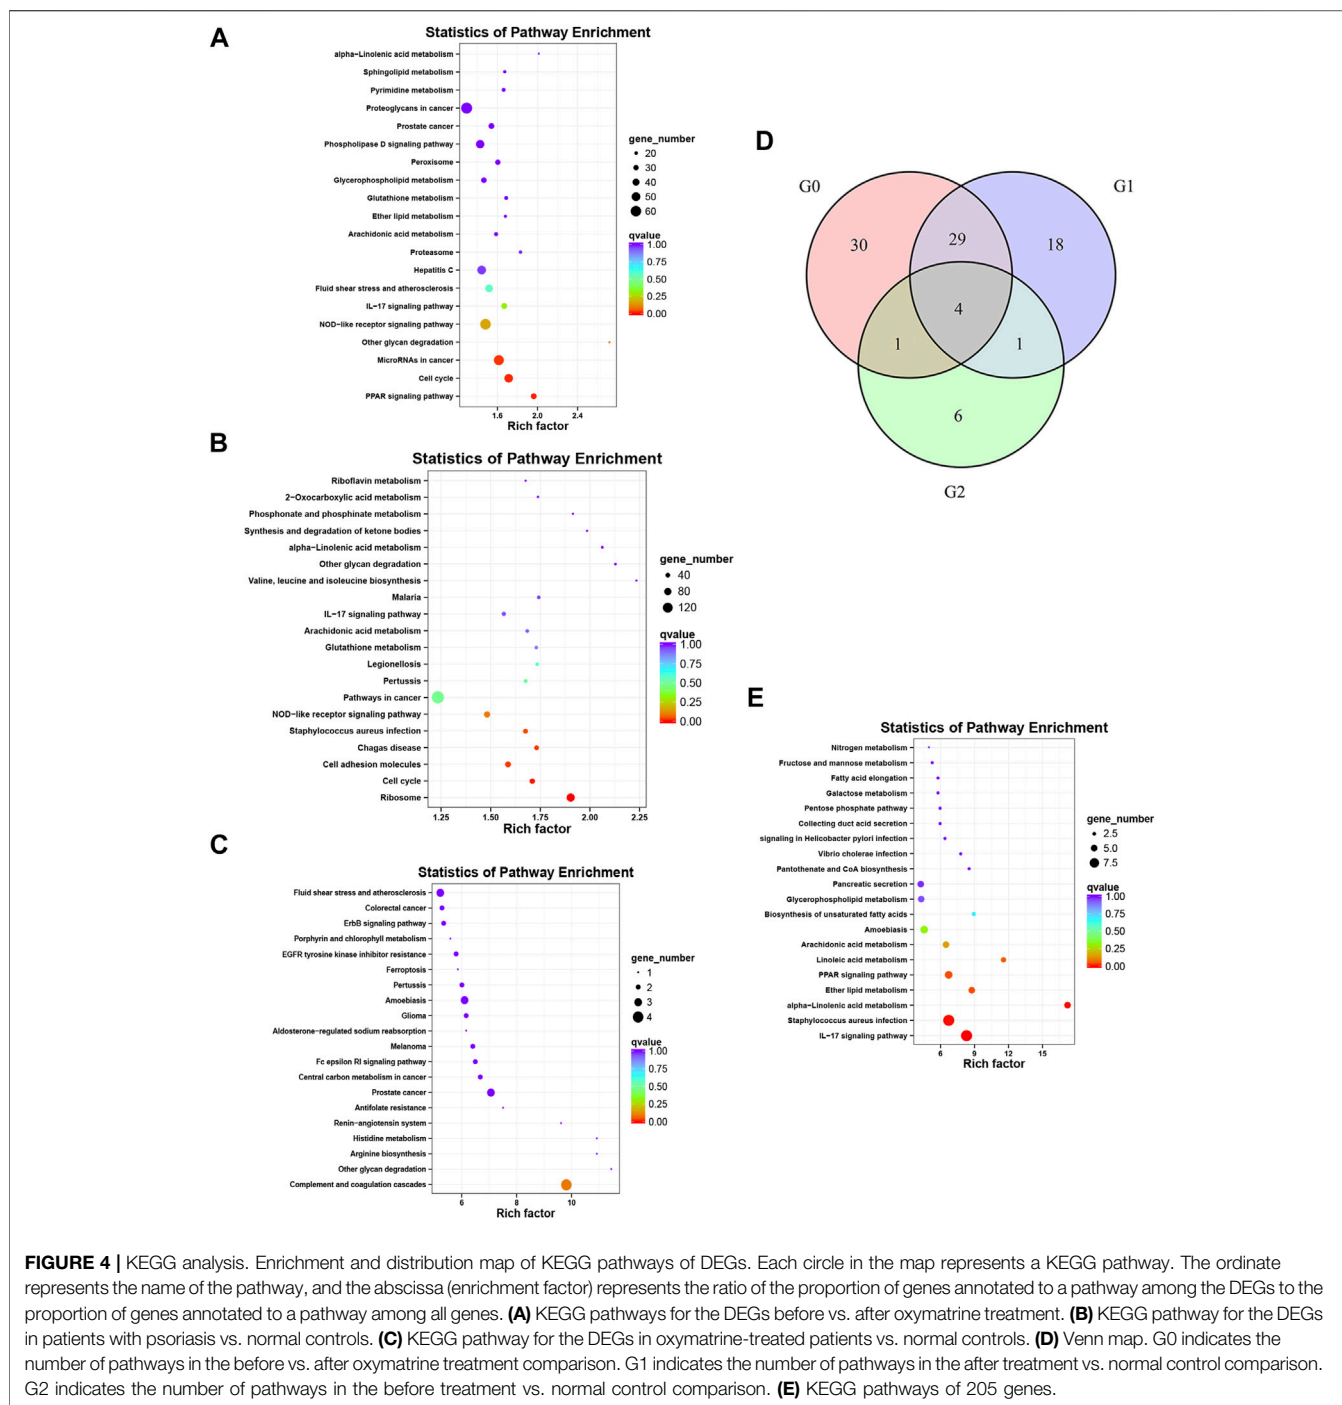 A
Statistics of Pathway Enrichment
alpha−Linolenic acid metabolism
Sphingolipid metabolism
Pyrimidine metabolism
Proteoglycans in cancer
Prostate cancer
Phospholipase D signaling pathway
Peroxisome
Glycerophospholipid metabolism
Glutathione metabolism
Ether lipid metabolism
Arachidonic acid metabolism
Proteasome
Hepatitis C
Fluid shear stress and atherosclerosis
IL−17 signaling pathway
NOD−like receptor signaling pathway
Other glycan degradation
MicroRNAs in cancer
Cell cycle
PPAR signaling pathway
1.6 2.0 2.4
Rich factor
gene_number
20
30
40
50
60
qvalue
1.00
0.75
0.50
0.25
0.00
B
Statistics of Pathway Enrichment
Riboflavin metabolism
2−Oxocarboxylic acid metabolism
Phosphonate and phosphinate metabolism
Synthesis and degradation of ketone bodies
alpha−Linolenic acid metabolism
Other glycan degradation
Valine, leucine and isoleucine biosynthesis
Malaria
IL−17 signaling pathway
Arachidonic acid metabolism
Glutathione metabolism
Legionellosis
Pertussis
Pathways in cancer
NOD−like receptor signaling pathway
Staphylococcus aureus infection
Chagas disease
Cell adhesion molecules
Cell cycle
Ribosome
1.25 1.50 1.75 2.00 2.25
Rich factor
gene_number
40
80
120
qvalue
1.00
0.75
0.50
0.25
0.00
C
Statistics of Pathway Enrichment
Fluid shear stress and atherosclerosis
Colorectal cancer
ErbB signaling pathway
Porphyrin and chlorophyll metabolism
EGFR tyrosine kinase inhibitor resistance
Ferroptosis
Pertussis
Amoebiasis
Glioma
Aldosterone−regulated sodium reabsorption
Melanoma
Fc epsilon RI signaling pathway
Central carbon metabolism in cancer
Prostate cancer
Antifolate resistance
Renin−angiotensin system
Histidine metabolism
Arginine biosynthesis
Other glycan degradation
Complement and coagulation cascades
6 8 10
Rich factor
gene_number
1
2
3
4
qvalue
1.00
0.75
0.50
0.25
0.00
D
G0 G1
30 29 18
4
1 1
6
G2
E
Statistics of Pathway Enrichment
Nitrogen metabolism
Fructose and mannose metabolism
Fatty acid elongation
Galactose metabolism
Pentose phosphate pathway
Collecting duct acid secretion
signaling in Helicobacter pylori infection
Vibrio cholerae infection
Pantothenate and CoA biosynthesis
Pancreatic secretion
Glycerophospholipid metabolism
Biosynthesis of unsaturated fatty acids
Amoebiasis
Arachidonic acid metabolism
Linoleic acid metabolism
PPAR signaling pathway
Ether lipid metabolism
alpha−Linolenic acid metabolism
Staphylococcus aureus infection
IL−17 signaling pathway
6 9 12 15
Rich factor
gene_number
2.5
5.0
7.5
qvalue
1.00
0.75
0.50
0.25
0.00
FIGURE 4 | KEGG analysis. Enrichment and distribution map of KEGG pathways of DEGs. Each circle in the map represents a KEGG pathway. The ordinate
represents the name of the pathway, and the abscissa (enrichment factor) represents the ratio of the proportion of genes annotated to a pathway among the DEGs to the
proportion of genes annotated to a pathway among all genes. (A) KEGG pathways for the DEGs before vs. after oxymatrine treatment. (B) KEGG pathway for the DEGs
in patients with psoriasis vs. normal controls. (C) KEGG pathway for the DEGs in oxymatrine-treated patients vs. normal controls. (D) Venn map. G0 indicates the
number of pathways in the before vs. after oxymatrine treatment comparison. G1 indicates the number of pathways in the after treatment vs. normal control comparison.
G2 indicates the number of pathways in the before treatment vs. normal control comparison. (E) KEGG pathways of 205 genes.